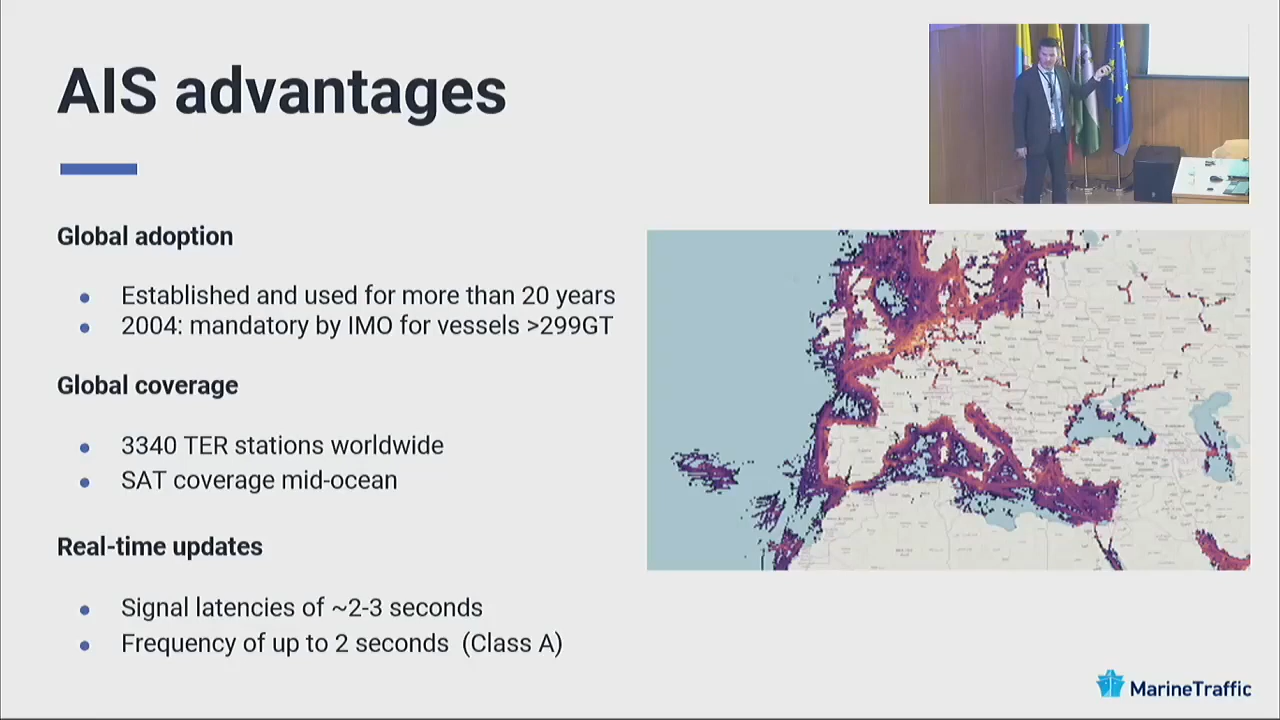 AIS advantages
Global adoption
Established and used for more than 20 years
2004: mandatory by IMO for vessels >299GT
Global coverage
3340 TER stations worldwide
SAT coverage mid-ocean
Real-time updates
Signal latencies of ~2-3 seconds
Frequency of up to 2 seconds (Class A)
MarineTraffic